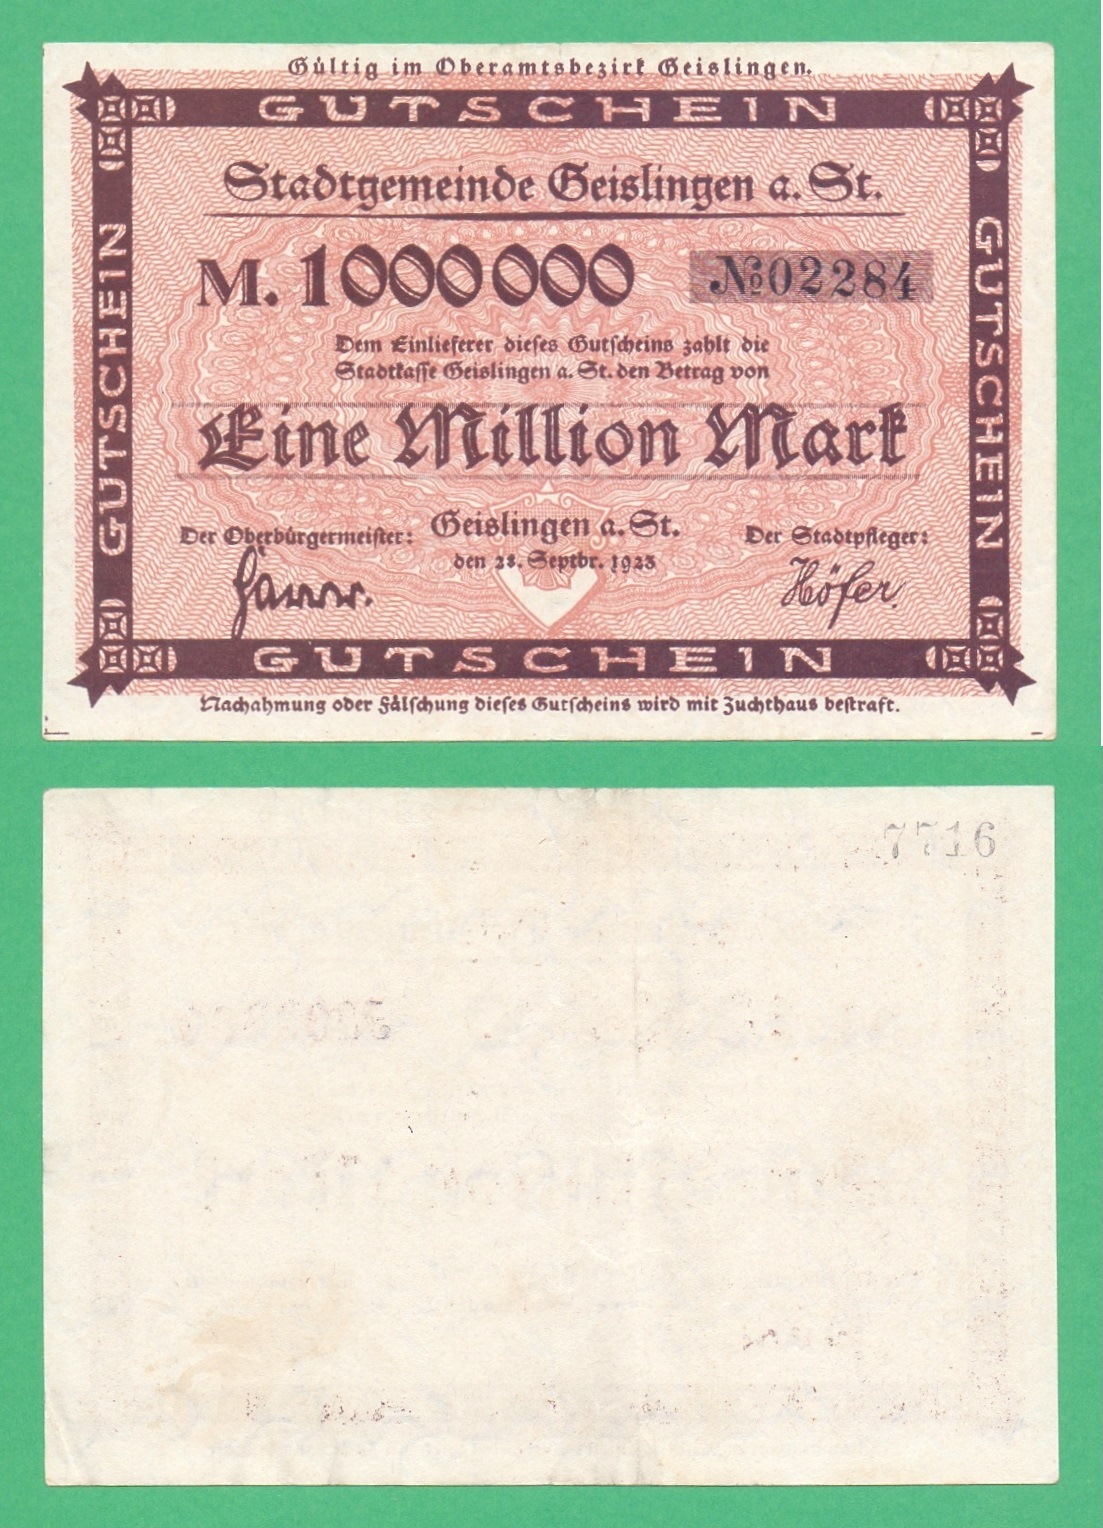 Gültig im Oberamtsbezirk Geislingen.
GUTSCHEIN
GUTSCHEIN
GUTSCHEIN
Stadtgemeinde Geislingen a. St.
M. 1000000
№02284
Dem Einlieferer dieses Gutscheins zahlt die
Stadtkasse Geislingen a. St. den Betrag von
Eine Million Mark
Der Oberbürgermeister:
Geislingen a. St.
den 28. Septbr. 1923
Der Stadtpfleger:
Höfer.
GUTSCHEIN
Nachahmung oder Fälschung dieses Gutscheins wird mit Zuchthaus bestraft.
7716